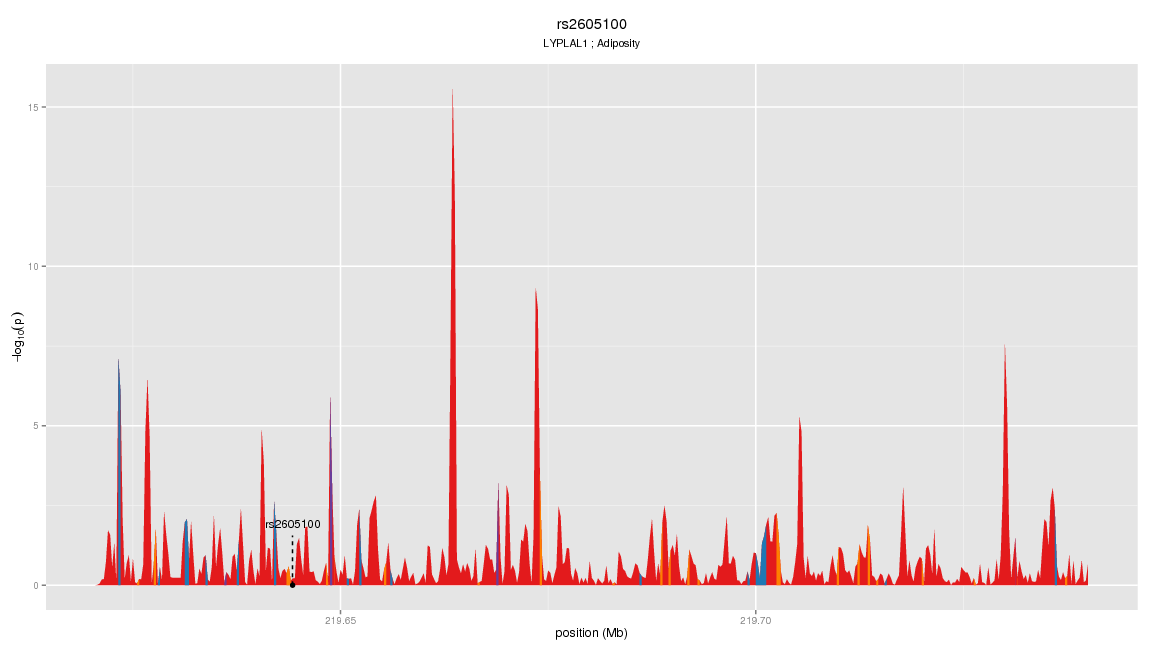 rs2605100
LYPLAL1 ; Adiposity
15
10
5
0
−log10(p)
rs2605100
219.65
219.70
position (Mb)